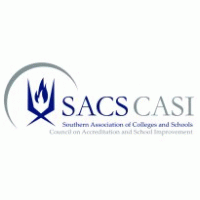 SACS CASI
Southern Association of Colleges and Schools
Council on Accreditation and School Improvement